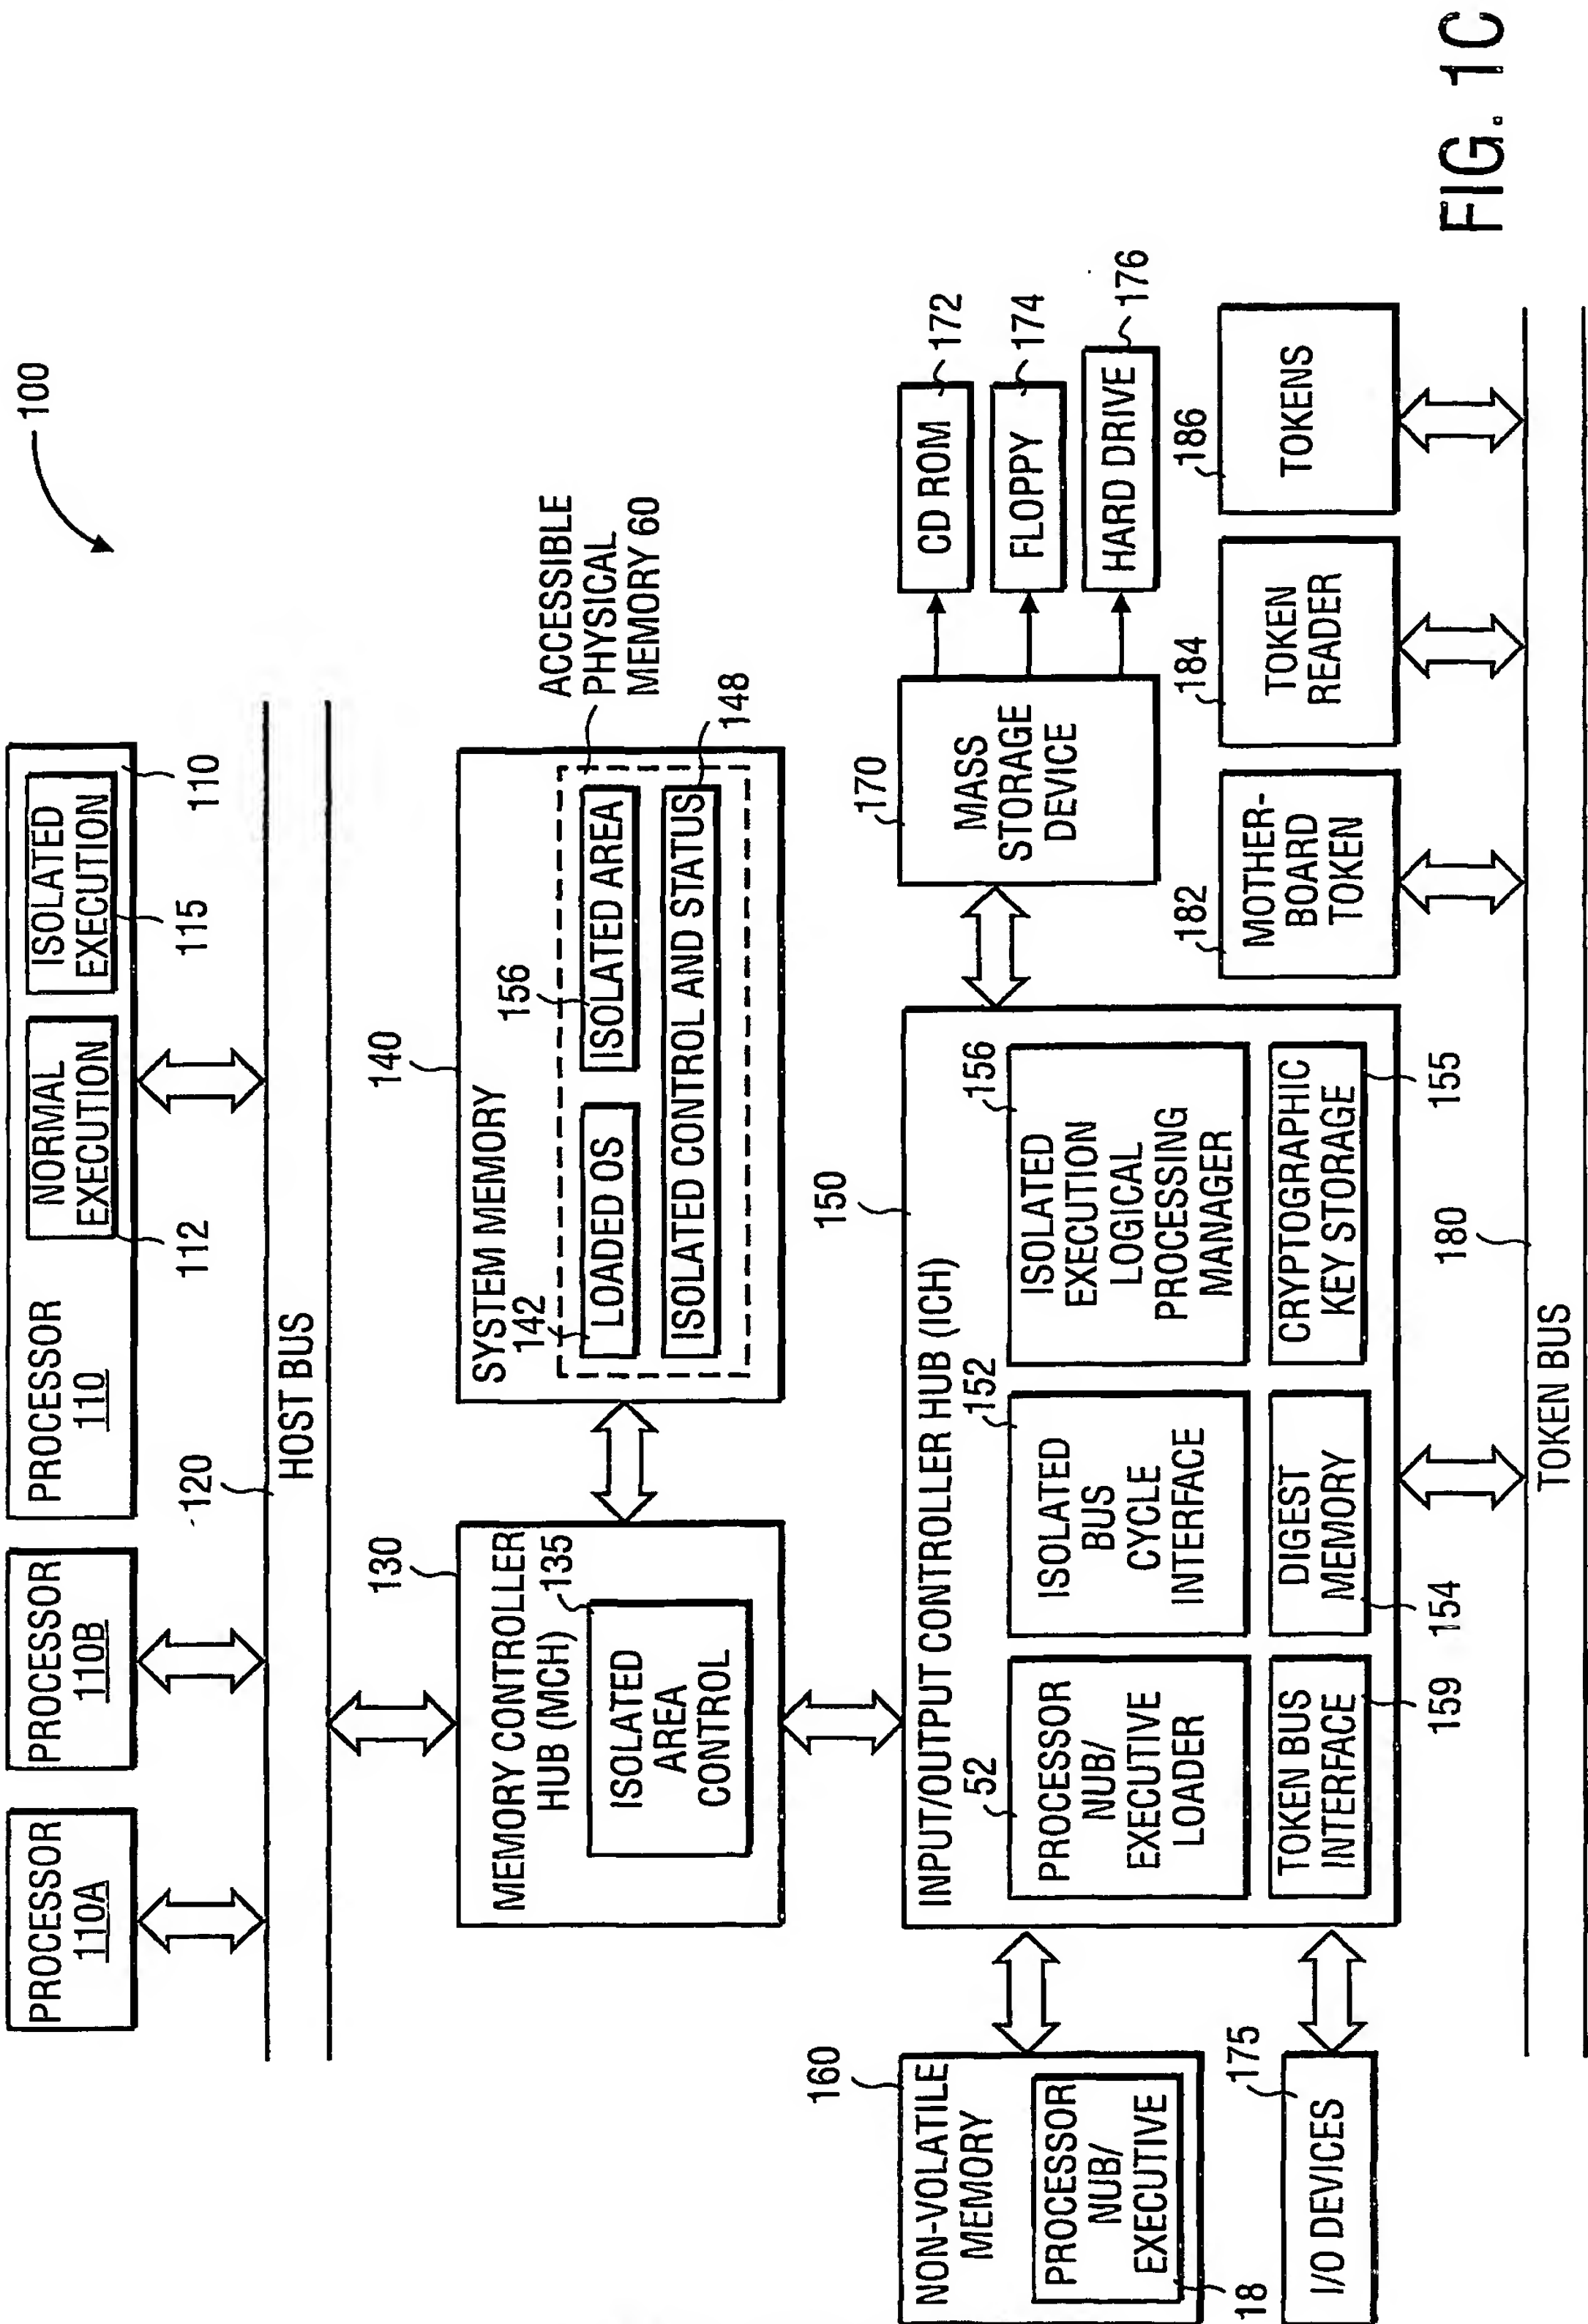 100
PROCESSOR
110A
PROCESSOR
110B
PROCESSOR
110
NORMAL
EXECUTION
112
ISOLATED
EXECUTION
115
110
120
HOST BUS
130
MEMORY CONTROLLER
HUB (MCH)
135
ISOLATED
AREA
CONTROL
140
SYSTEM MEMORY
142
LOADED OS
156
ISOLATED AREA
ISOLATED CONTROL AND STATUS
148
ACCESSIBLE
PHYSICAL
MEMORY 60
160
NON-VOLATILE
MEMORY
PROCESSOR
NUB/
EXECUTIVE
18
175
I/O DEVICES
150
INPUT/OUTPUT CONTROLLER HUB (ICH)
52
PROCESSOR
NUB/
EXECUTIVE
LOADER
152
ISOLATED
BUS
CYCLE
INTERFACE
156
ISOLATED
EXECUTION
LOGICAL
PROCESSING
MANAGER
TOKEN BUS
INTERFACE
159
DIGEST
MEMORY
154
CRYPTOGRAPHIC
KEY STORAGE
155
170
MASS
STORAGE
DEVICE
CD ROM
172
FLOPPY
174
HARD DRIVE
176
182
MOTHER-
BOARD
TOKEN
184
TOKEN
READER
186
TOKENS
180
TOKEN BUS
FIG. 1C